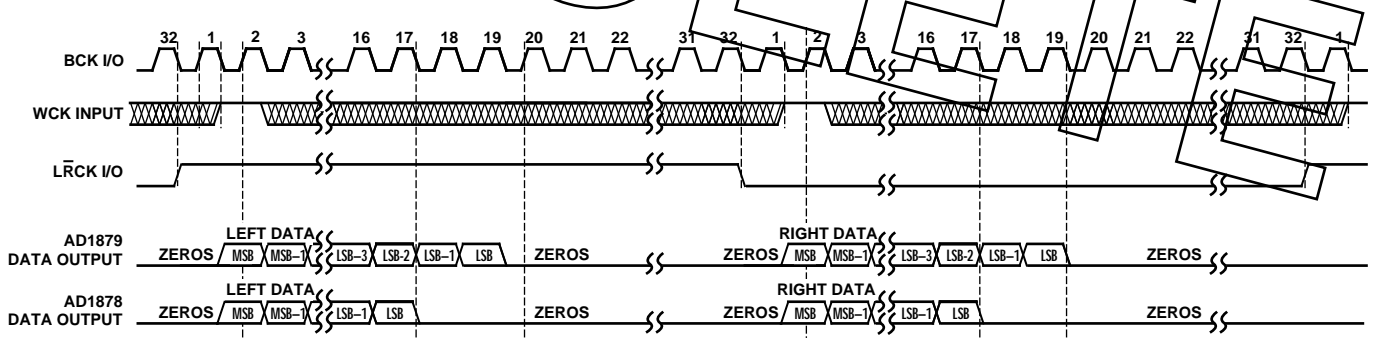 32 1 2 3 16 17 18 19 20 21 22 31 32 1 2 3 16 17 18 19 20 21 22 31 32 1
BCK I/O
WCK INPUT
LR̅CK I/O
LEFT DATA RIGHT DATA
AD1879 DATA OUTPUT ZEROS MSB MSB–1 LSB–3 LSB-2 LSB–1 LSB ZEROS ZEROS MSB MSB–1 LSB–3 LSB-2 LSB–1 LSB ZEROS
LEFT DATA RIGHT DATA
AD1878 DATA OUTPUT ZEROS MSB MSB–1 LSB–1 LSB ZEROS ZEROS MSB MSB–1 LSB–1 LSB ZEROS